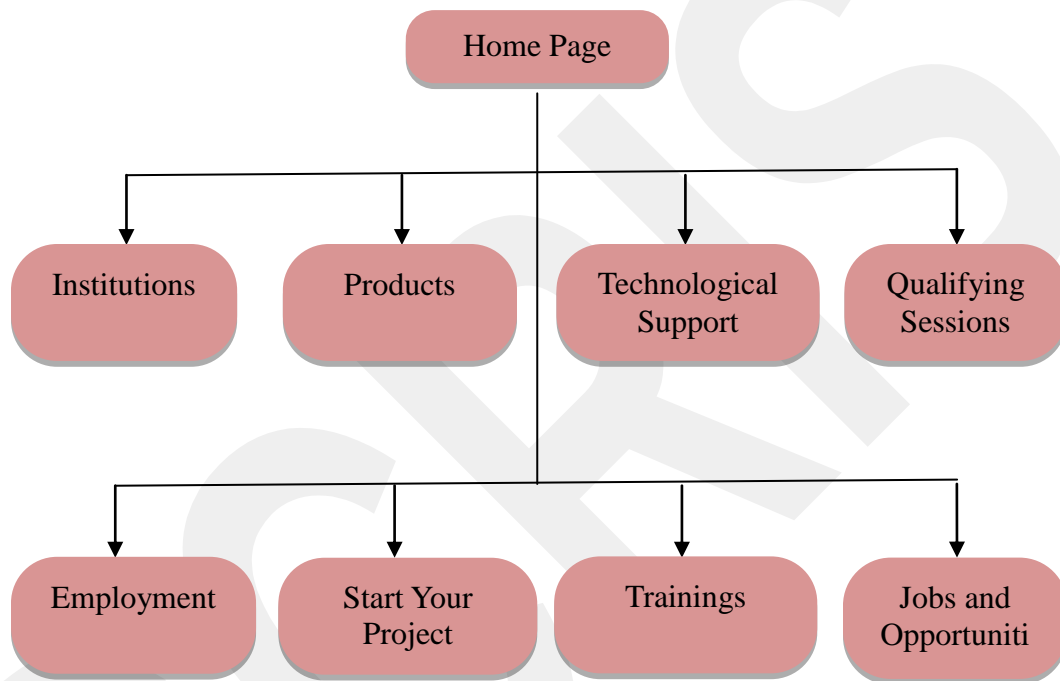 Home Page
Institutions
Products
Technological
Support
Qualifying
Sessions
Employment
Start Your
Project
Trainings
Jobs and
Opportuniti